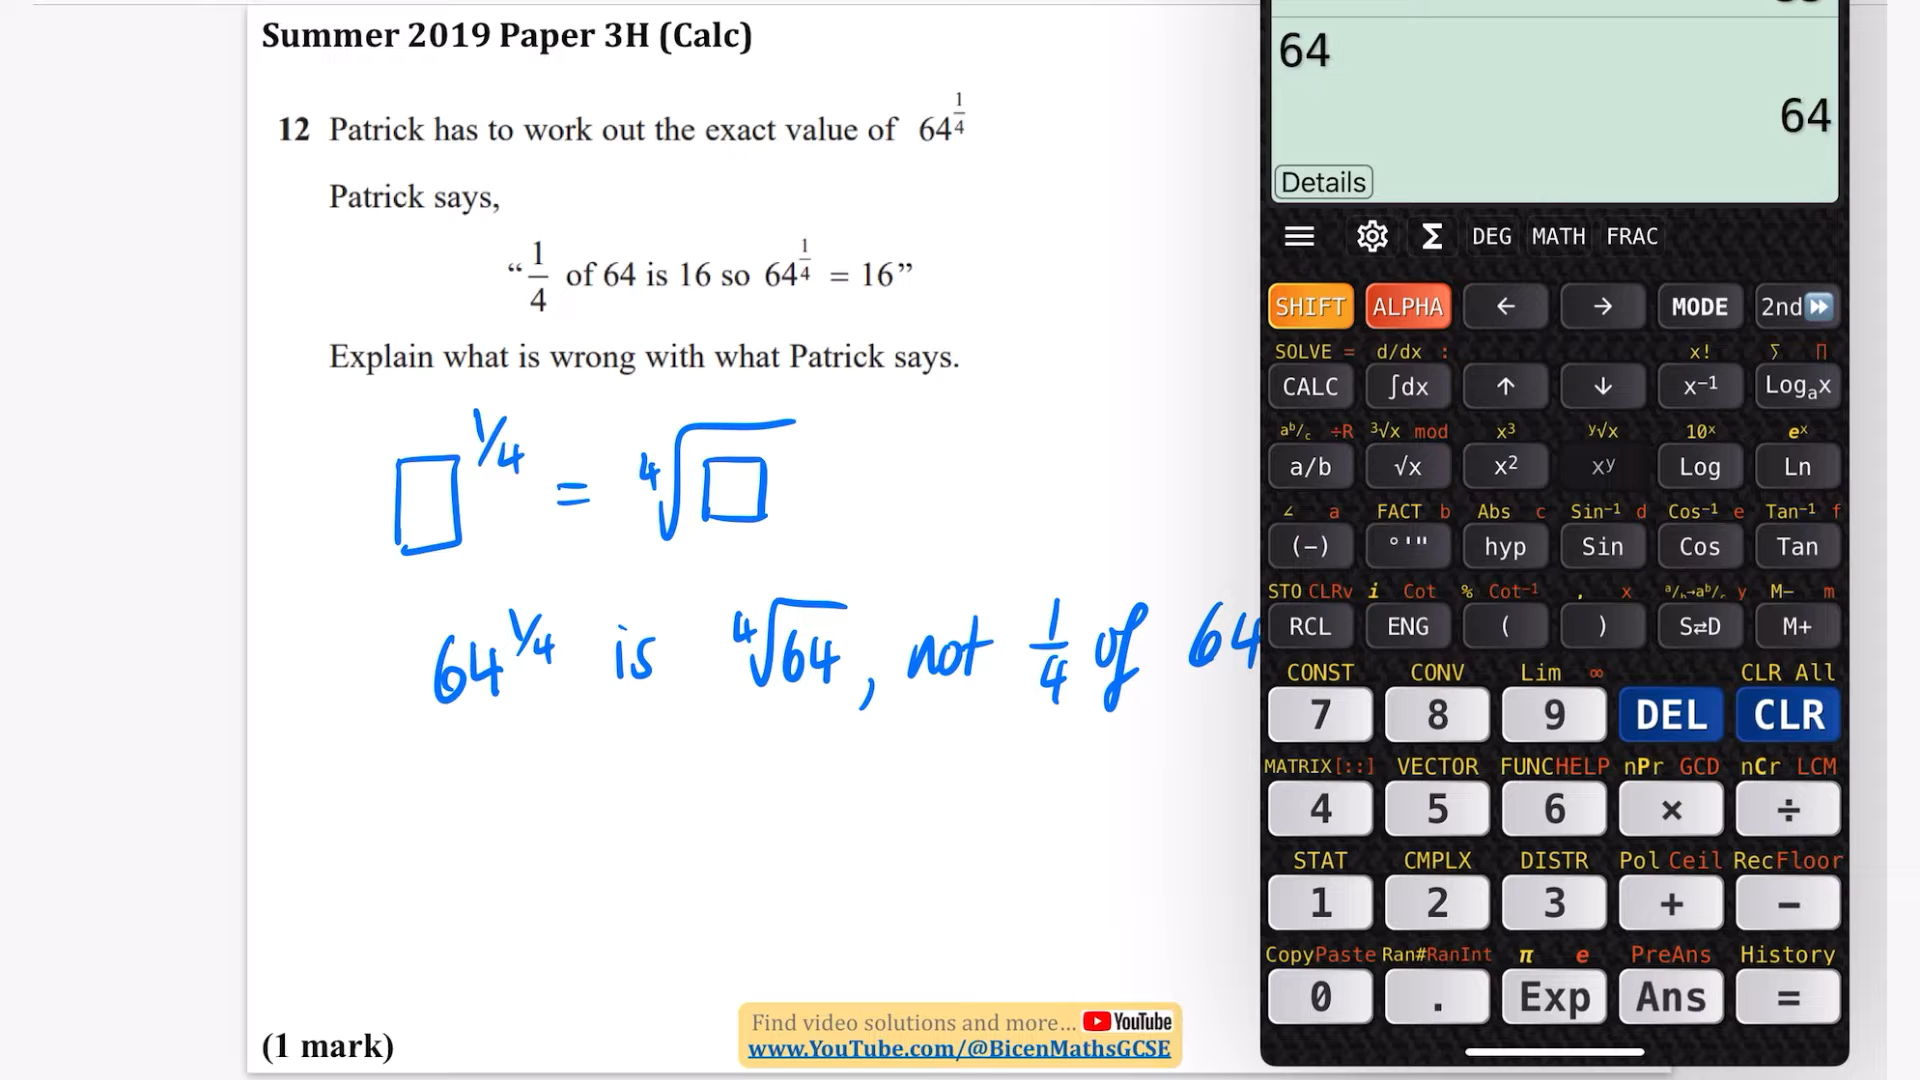 Summer 2019 Paper 3H (Calc)
12 Patrick has to work out the exact value of 64^(1/4)
Patrick says,
“1/4 of 64 is 16 so 64^(1/4) = 16”
Explain what is wrong with what Patrick says.
□^(1/4) = ⁴√□
64^(1/4) is ⁴√64, not 1/4 of 64
(1 mark)
Find video solutions and more... YouTube
www.YouTube.com/@BicenMathsGCSE
64
64
Details
☰ ⚙ Σ DEG MATH FRAC
SHIFT ALPHA ← → MODE 2nd
SOLVE = d/dx : x! ∑ ∏
CALC ∫dx ↑ ↓ x⁻¹ Logₐx
aᵇ/c ÷R ³√x mod x³ ʸ√x 10ˣ eˣ
a/b √x x² xʸ Log Ln
∠ a FACT b Abs c Sin⁻¹ d Cos⁻¹ e Tan⁻¹ f
(−) °'" hyp Sin Cos Tan
STO CLRv i Cot % Cot⁻¹ , x y M− m
RCL ENG ( ) S⇄D M+
CONST CONV Lim ∞ CLR All
7 8 9 DEL CLR
MATRIX[::] VECTOR FUNC HELP nPr GCD nCr LCM
4 5 6 × ÷
STAT CMPLX DISTR Pol Ceil Rec Floor
1 2 3 + −
Copy Paste Ran# RanInt π e PreAns History
0 . Exp Ans =